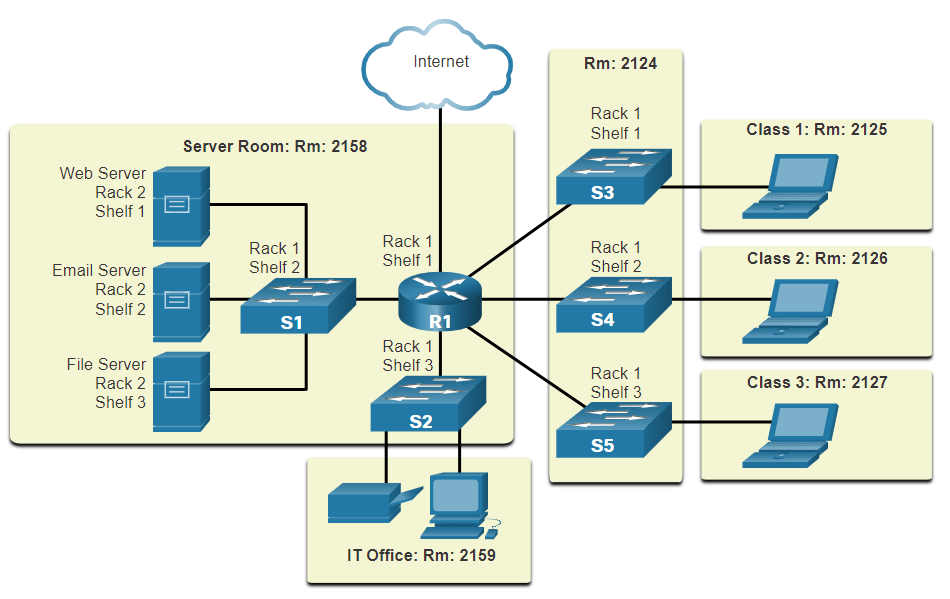 Internet
Server Room: Rm: 2158
Web Server
Rack 2
Shelf 1
Email Server
Rack 2
Shelf 2
File Server
Rack 2
Shelf 3
Rack 1
Shelf 2
S1
Rack 1
Shelf 1
R1
Rack 1
Shelf 3
S2
IT Office: Rm: 2159
Rm: 2124
Rack 1
Shelf 1
S3
Rack 1
Shelf 2
S4
Rack 1
Shelf 3
S5
Class 1: Rm: 2125
Class 2: Rm: 2126
Class 3: Rm: 2127